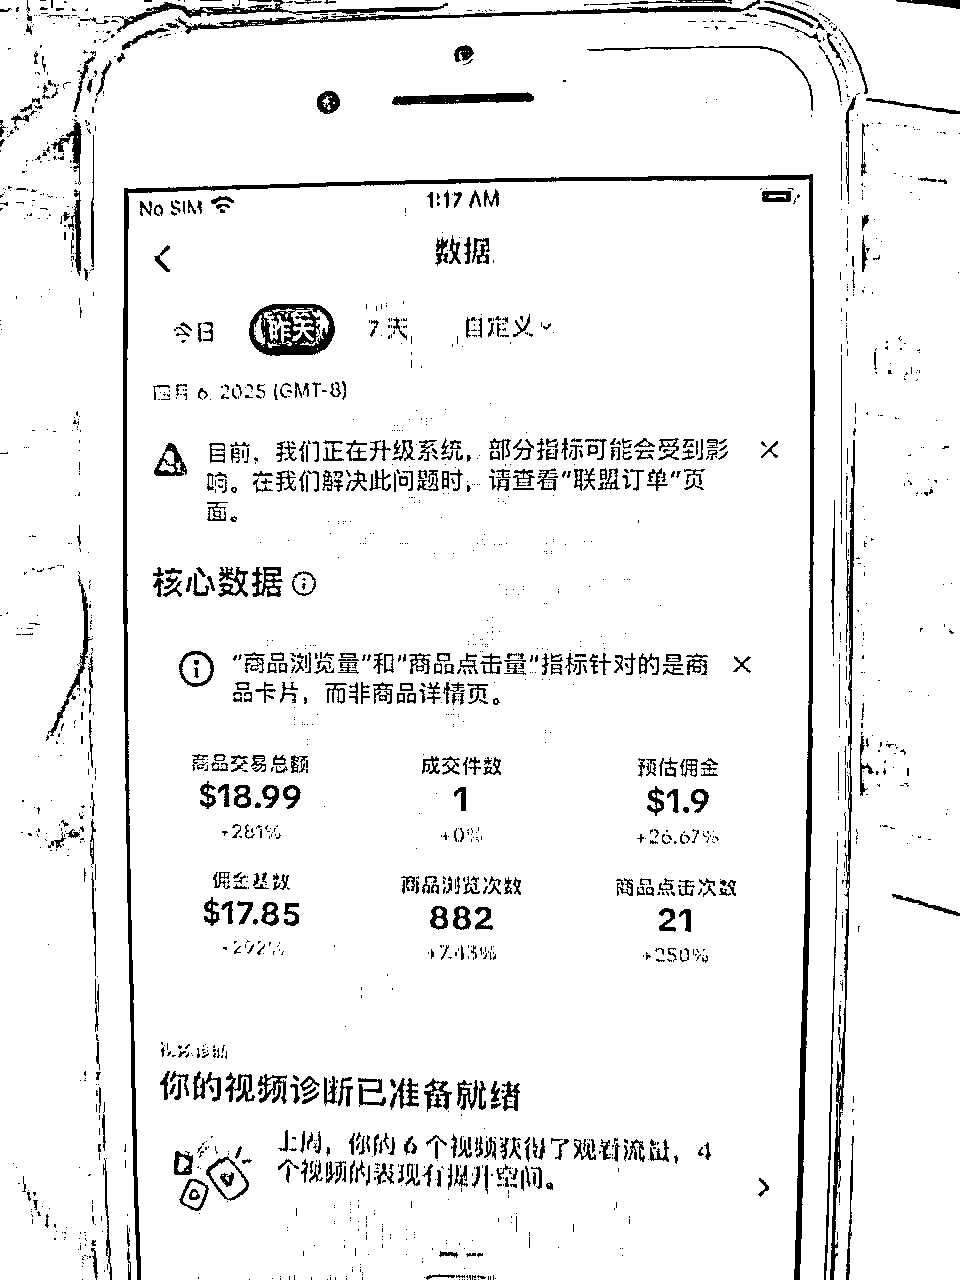 No SIM
1:17 AM
数据
今日
昨天
7 天
自定义
四月 6, 2025 (GMT-8)
目前，我们正在升级系统，部分指标可能会受到影
响。在我们解决此问题时，请查看“联盟订单”页
面。
核心数据
“商品浏览量”和“商品点击量”指标针对的是商
品卡片，而非商品详情页。
商品交易总额 成交件数 预估佣金
$18.99 1 $1.9
+281% +0% +26.67%
佣金基数 商品浏览次数 商品点击次数
$17.85 882 21
+292% +7.43% +250%
视频诊断
你的视频诊断已准备就绪
上周，你的 6 个视频获得了观看流量，4
个视频的表现有提升空间。